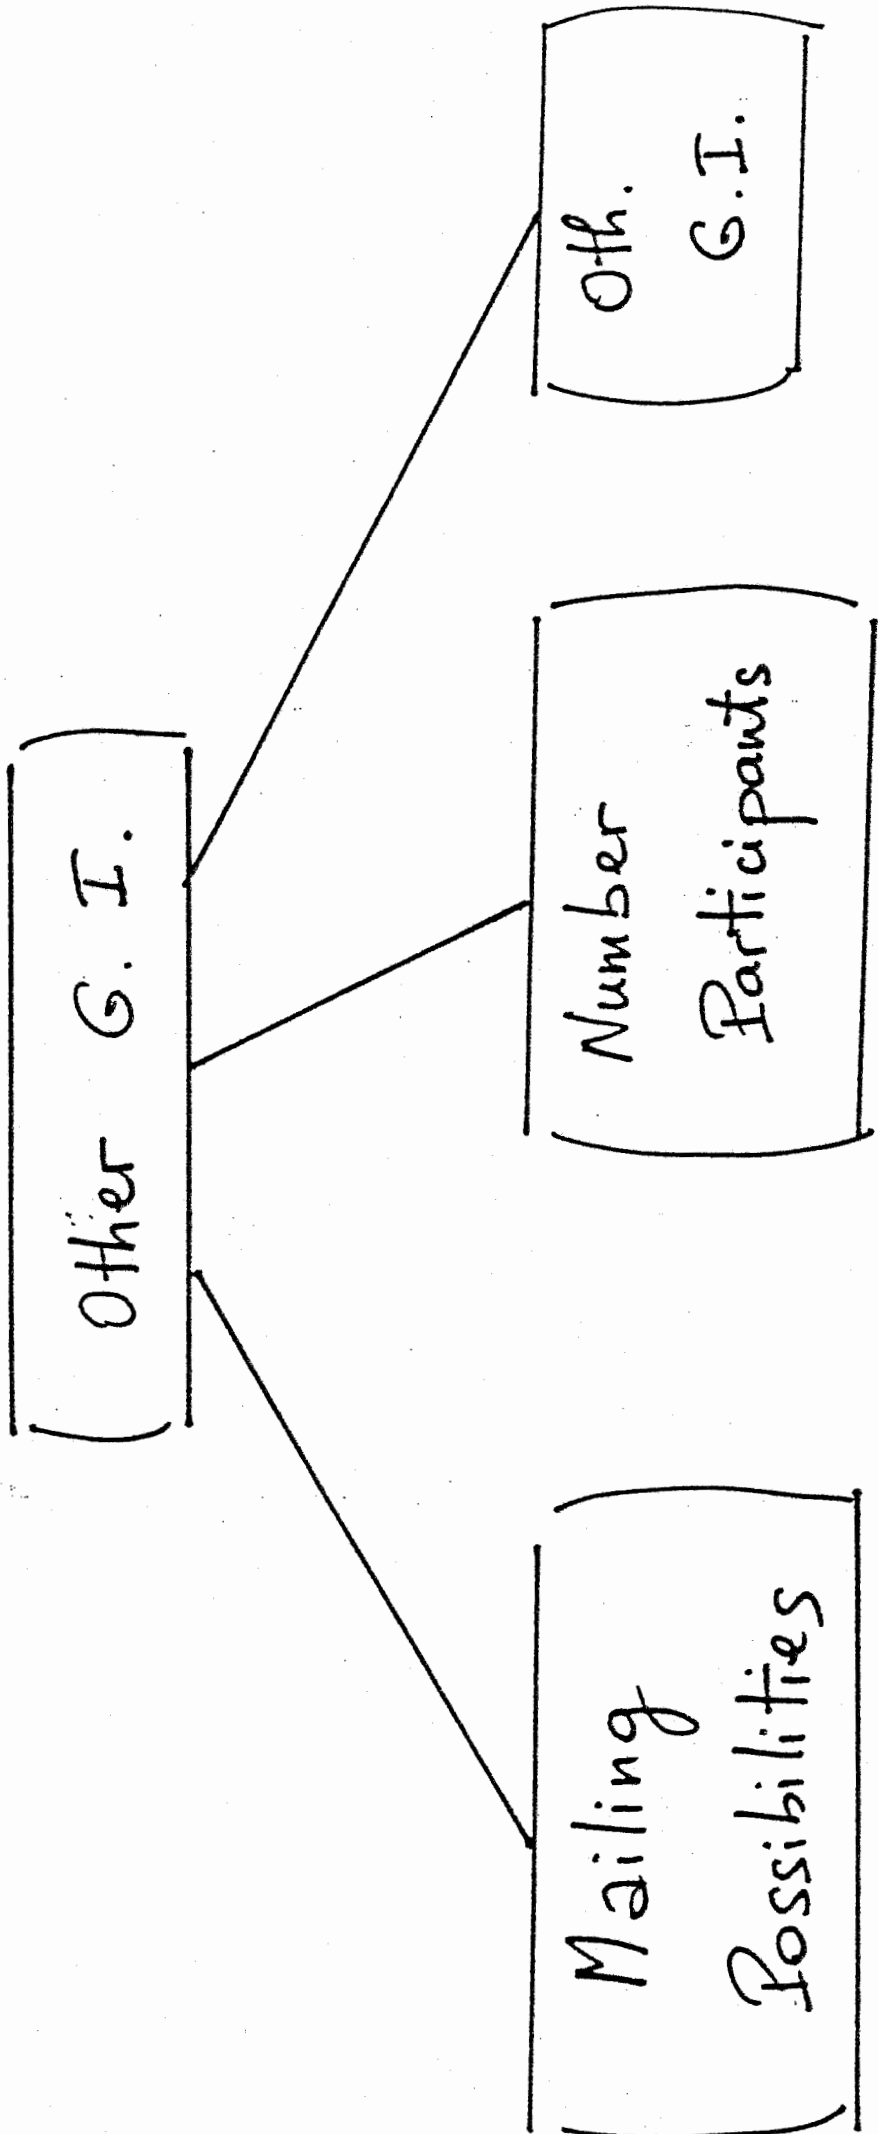 Other G. I.
Mailing
Possibilities
Number
Participants
Oth.
G.I.